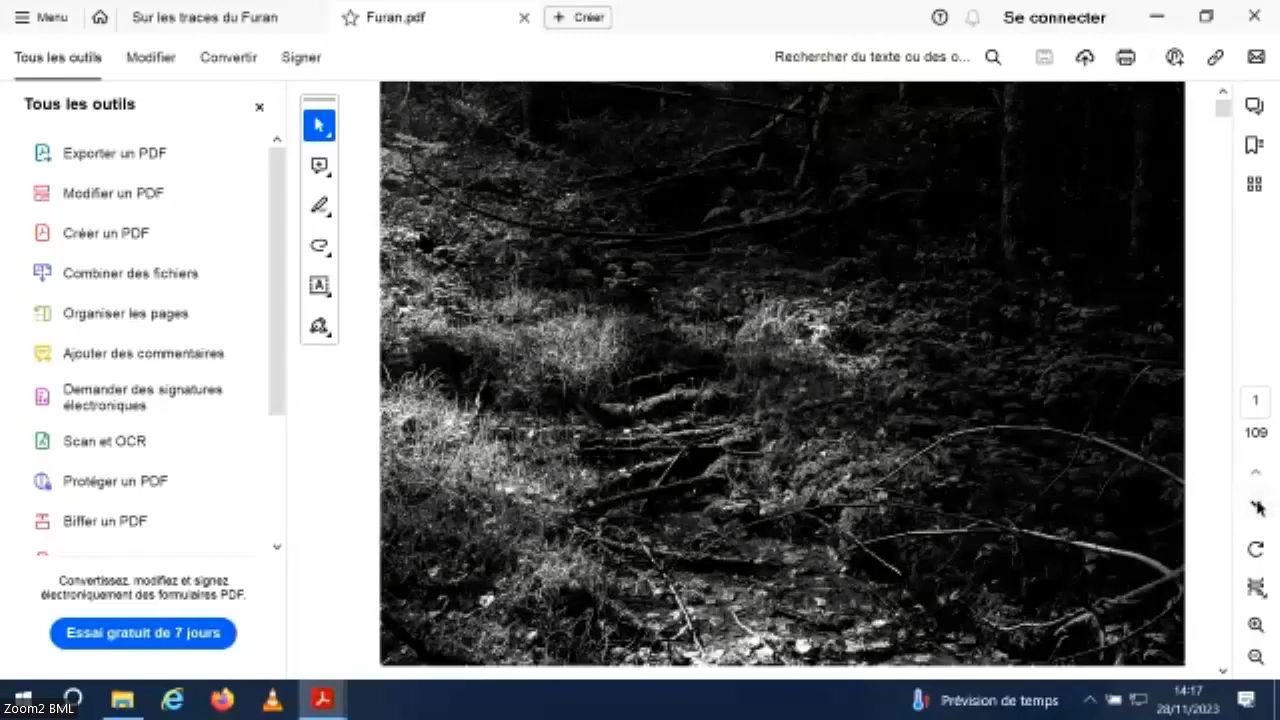 Menu
Sur les traces du Furan
Furan.pdf
Créer
Se connecter
Tous les outils
Modifier
Convertir
Signer
Rechercher du texte ou des o...
Tous les outils
Exporter un PDF
Modifier un PDF
Créer un PDF
Combiner des fichiers
Organiser les pages
Ajouter des commentaires
Demander des signatures
électroniques
Scan et OCR
Protéger un PDF
Biffer un PDF
Convertissez, modifiez et signez
électroniquement des formulaires PDF.
Essai gratuit de 7 jours
1
109
Zoom2 BML
Prévision de temps
14:17
28/11/2023